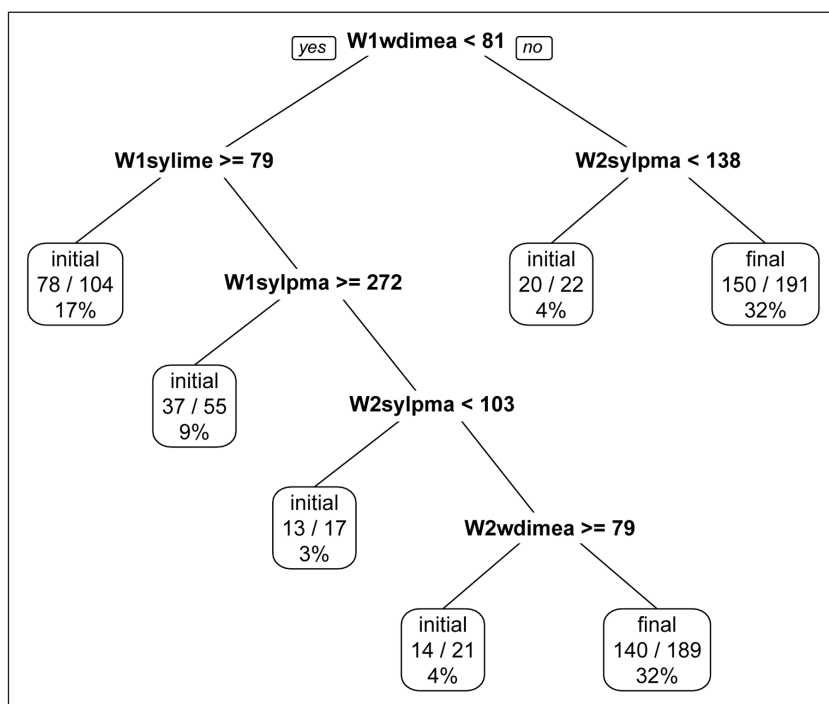 yes W1wdimea < 81 no
W1sylime >= 79
W2sylpma < 138
initial
78 / 104
17%
W1sylpma >= 272
initial
20 / 22
4%
final
150 / 191
32%
initial
37 / 55
9%
W2sylpma < 103
initial
13 / 17
3%
W2wdimea >= 79
initial
14 / 21
4%
final
140 / 189
32%